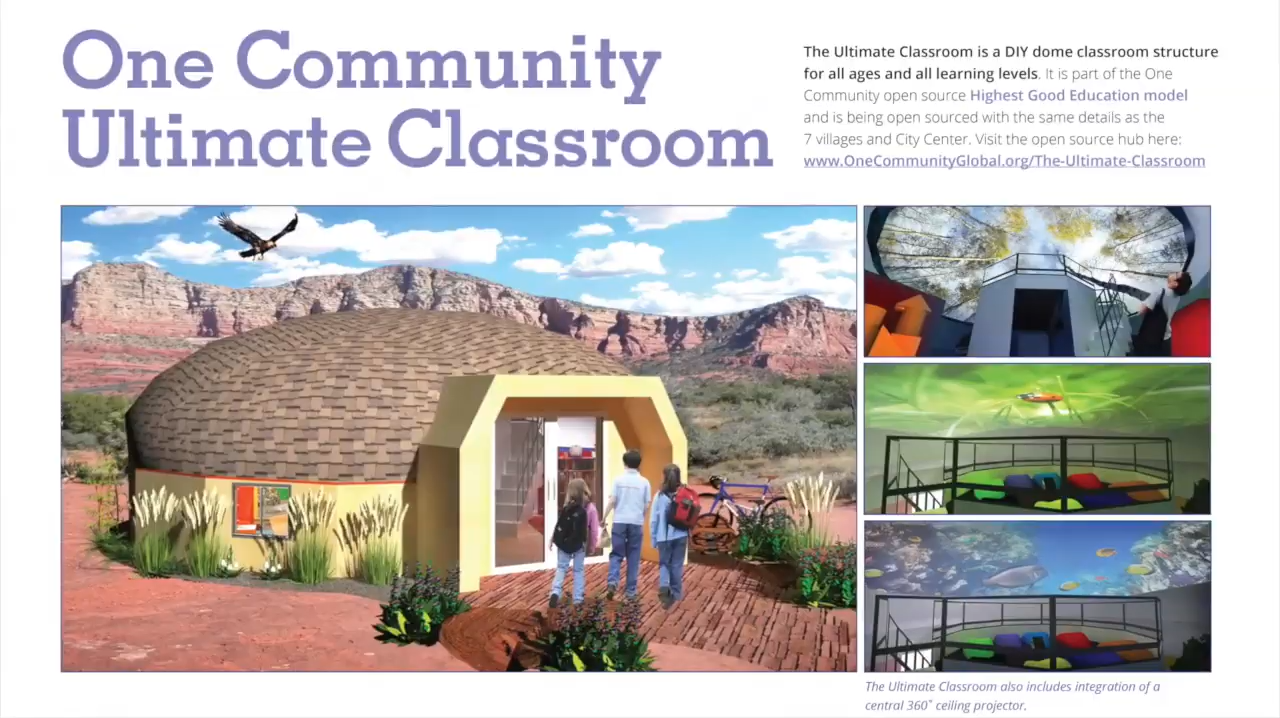 One Community
Ultimate Classroom
The Ultimate Classroom is a DIY dome classroom structure
for all ages and all learning levels. It is part of the One
Community open source Highest Good Education model
and is being open sourced with the same details as the
7 villages and City Center. Visit the open source hub here:
www.OneCommunityGlobal.org/The-Ultimate-Classroom
The Ultimate Classroom also includes integration of a
central 360˚ ceiling projector.